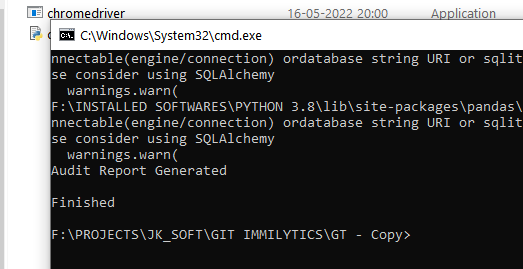 chromedriver 16-05-2022 20:00 Application
C:\Windows\System32\cmd.exe
nnectable(engine/connection) ordatabase string URI or sqlit
se consider using SQLAlchemy
warnings.warn(
F:\INSTALLED SOFTWARES\PYTHON 3.8\lib\site-packages\pandas\
nnectable(engine/connection) ordatabase string URI or sqlit
se consider using SQLAlchemy
warnings.warn(
Audit Report Generated
Finished
F:\PROJECTS\JK_SOFT\GIT IMMILYTICS\GT - Copy>